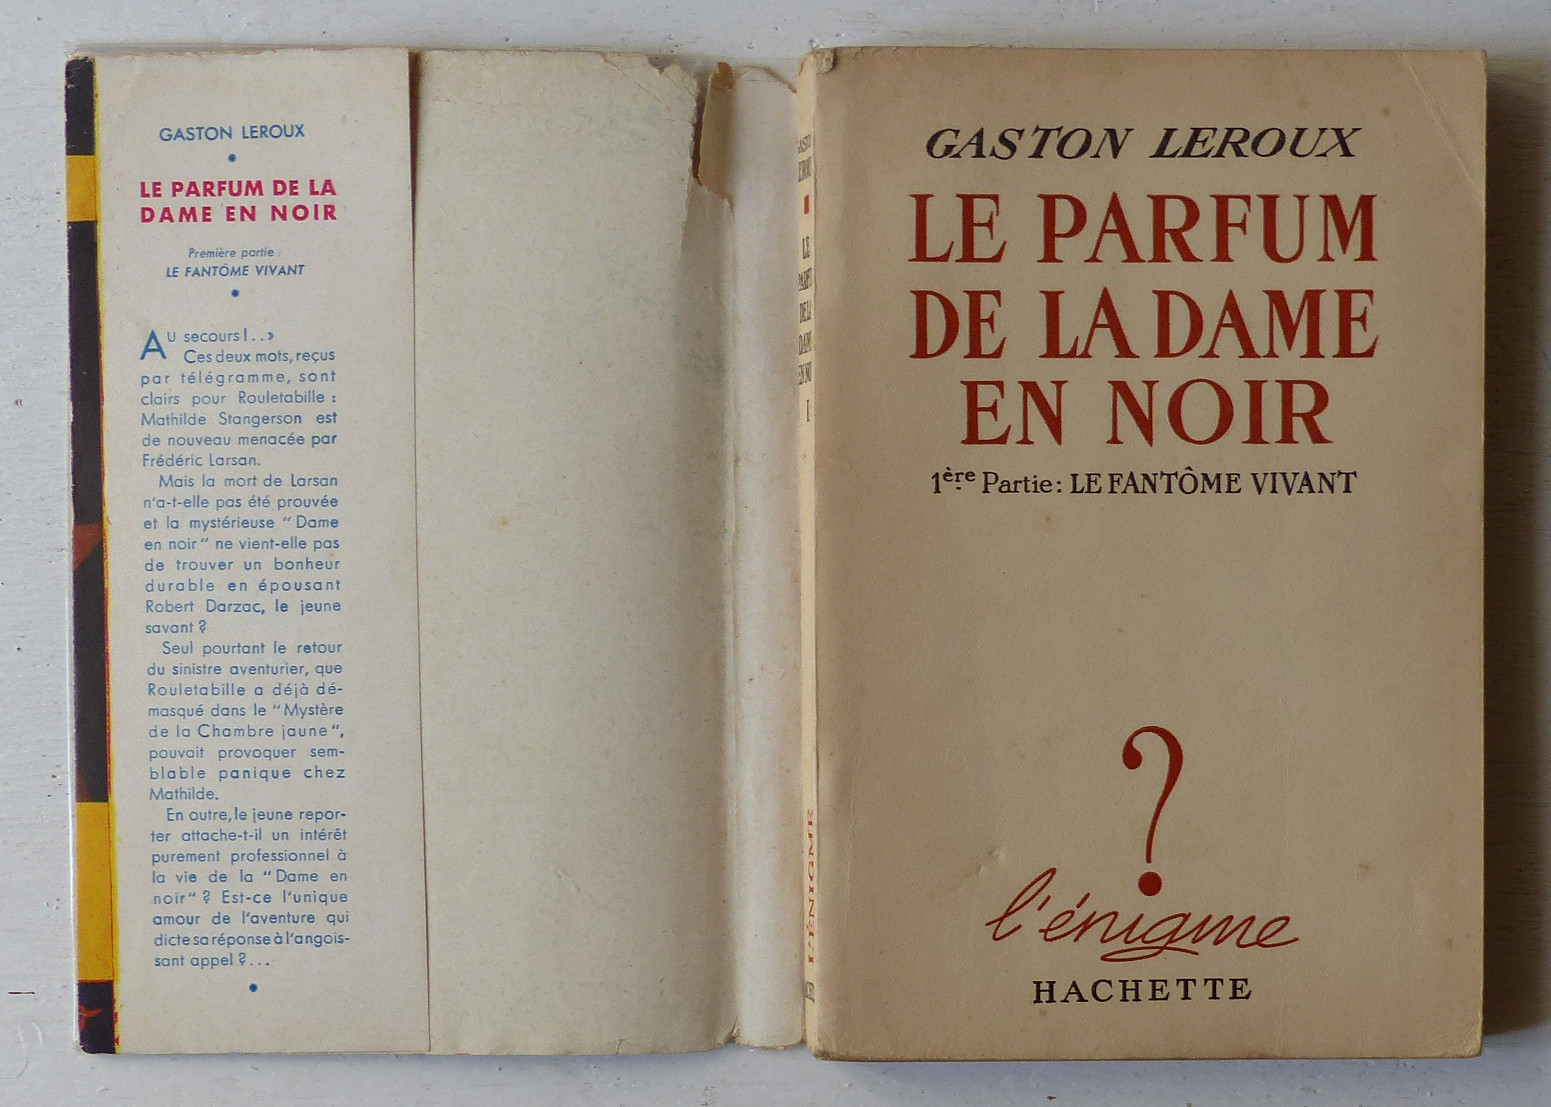 GASTON LEROUX
LE PARFUM DE LA
DAME EN NOIR
Première partie :
LE FANTÔME VIVANT
AU secours!..»
Ces deux mots, reçus
par télégramme, sont
clairs pour Rouletabille :
Mathilde Stangerson est
de nouveau menacée par
Frédéric Larsan.
Mais la mort de Larsan
n'a-t-elle pas été prouvée
et la mystérieuse "Dame
en noir" ne vient-elle pas
de trouver un bonheur
durable en épousant
Robert Darzac, le jeune
savant ?
Seul pourtant le retour
du sinistre aventurier, que
Rouletabille a déjà dé-
masqué dans le "Mystère
de la Chambre jaune",
pouvait provoquer sem-
blable panique chez
Mathilde.
En outre, le jeune repor-
ter attache-t-il un intérêt
purement professionnel à
la vie de la "Dame en
noir" ? Est-ce l'unique
amour de l'aventure qui
dicte sa réponse à l'angois-
sant appel ?...
LE
DE LA
I
L'ÉNIGME
GASTON LEROUX
LE PARFUM
DE LA DAME
EN NOIR
1ère Partie: LE FANTÔME VIVANT
?
l'énigme
HACHETTE